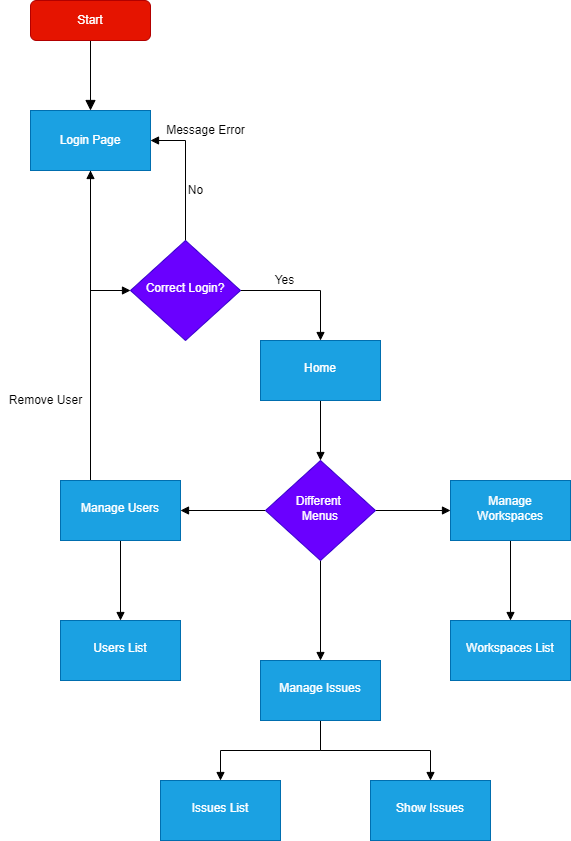 Start
Message Error
Login Page
No
Correct Login?
Yes
Home
Remove User
Different
Menus
Manage Users
Manage
Workspaces
Users List
Workspaces List
Manage Issues
Issues List
Show Issues